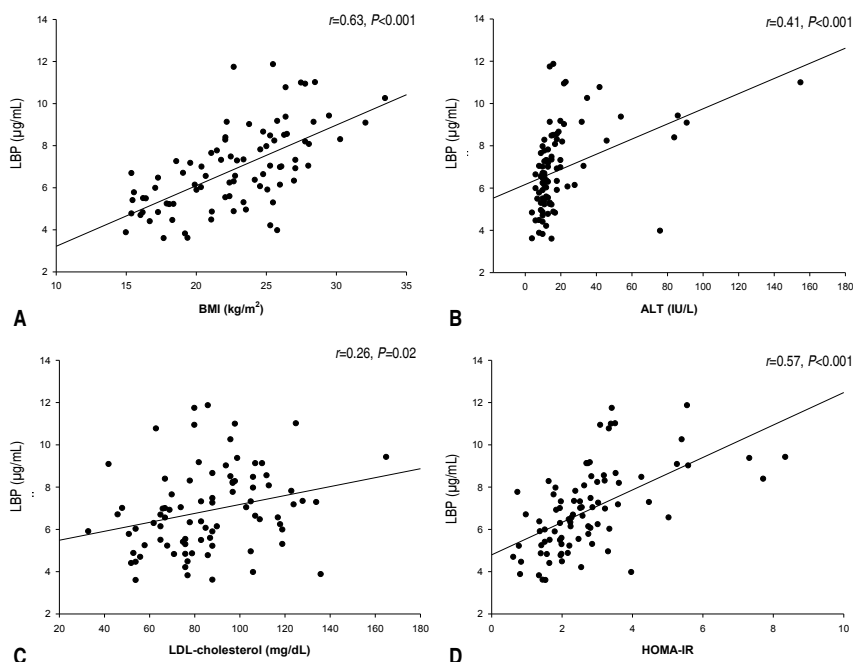 r=0.63, P<0.001
14
12
10
8
6
4
2
LBP (µg/mL)
10 15 20 25 30 35
BMI (kg/m²)
A
r=0.41, P<0.001
14
12
10
8
6
4
2
LBP (µg/mL)
0 20 40 60 80 100 120 140 160 180
ALT (IU/L)
B
r=0.26, P=0.02
14
12
10
8
6
4
2
LBP (µg/mL)
20 40 60 80 100 120 140 160 180
LDL-cholesterol (mg/dL)
C
r=0.57, P<0.001
14
12
10
8
6
4
2
0
LBP (µg/mL)
0 2 4 6 8 10
HOMA-IR
D